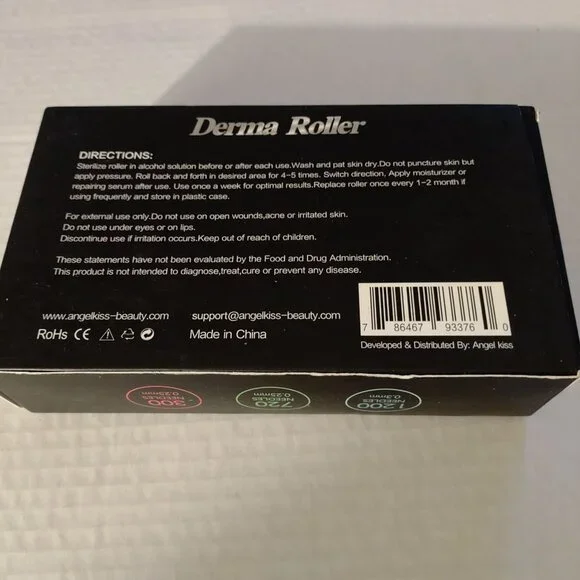 Derma Roller
DIRECTIONS:
Sterilize roller in alcohol solution before or after each use.Wash and pat skin dry.Do not puncture skin but
apply pressure. Roll back and forth in desired area for 4-5 times. Switch direction, Apply moisturizer or
repairing serum after use. Use once a week for optimal results.Replace roller once every 1-2 month if
using frequently and store in plastic case.
For external use only.Do not use on open wounds,acne or irritated skin.
Do not use under eyes or on lips.
Discontinue use if irritation occurs.Keep out of reach of children.
These statements have not been evaluated by the Food and Drug Administration.
This product is not intended to diagnose,treat,cure or prevent any disease.
www.angelkiss-beauty.com support@angelkiss-beauty.com
7 86467 93376 0
RoHs CE Made in China
Developed & Distributed By: Angel kiss
300 NEEDLES 0.25mm
720 NEEDLES 0.25mm
1200 NEEDLES 0.3mm